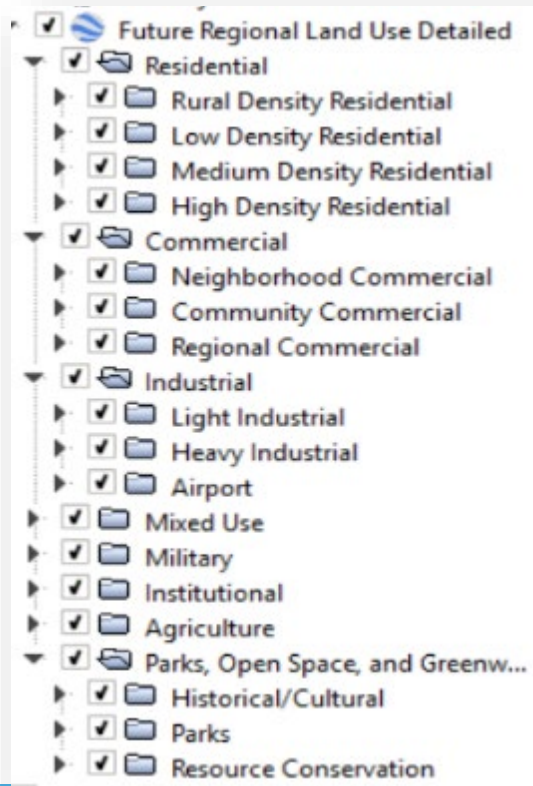 Future Regional Land Use Detailed
Residential
Rural Density Residential
Low Density Residential
Medium Density Residential
High Density Residential
Commercial
Neighborhood Commercial
Community Commercial
Regional Commercial
Industrial
Light Industrial
Heavy Industrial
Airport
Mixed Use
Military
Institutional
Agriculture
Parks, Open Space, and Greenw...
Historical/Cultural
Parks
Resource Conservation